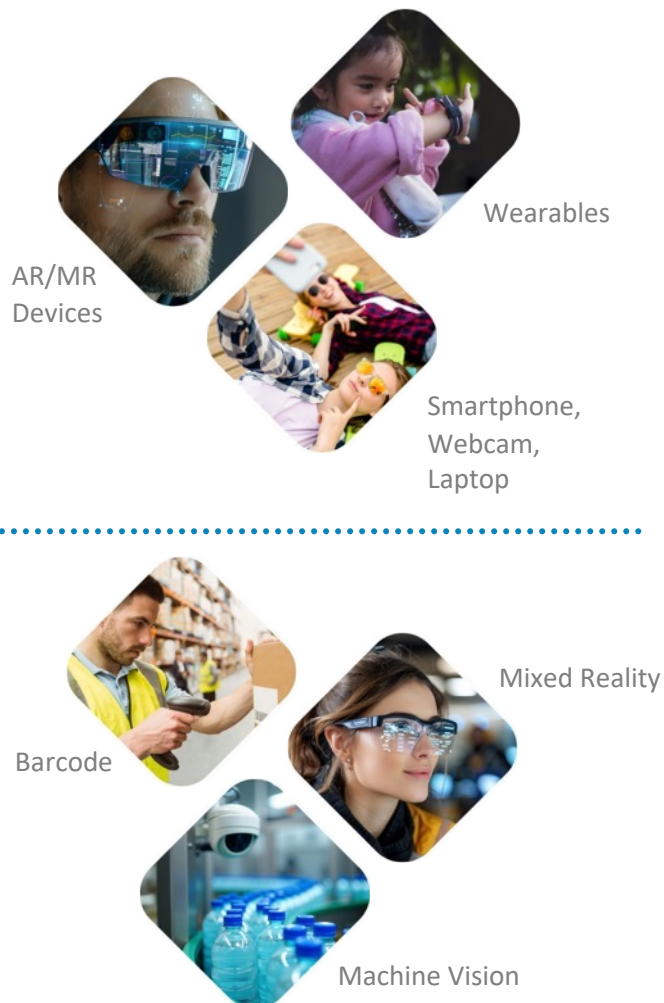 Wearables
AR/MR
Devices
Smartphone,
Webcam,
Laptop
Mixed Reality
Barcode
Machine Vision